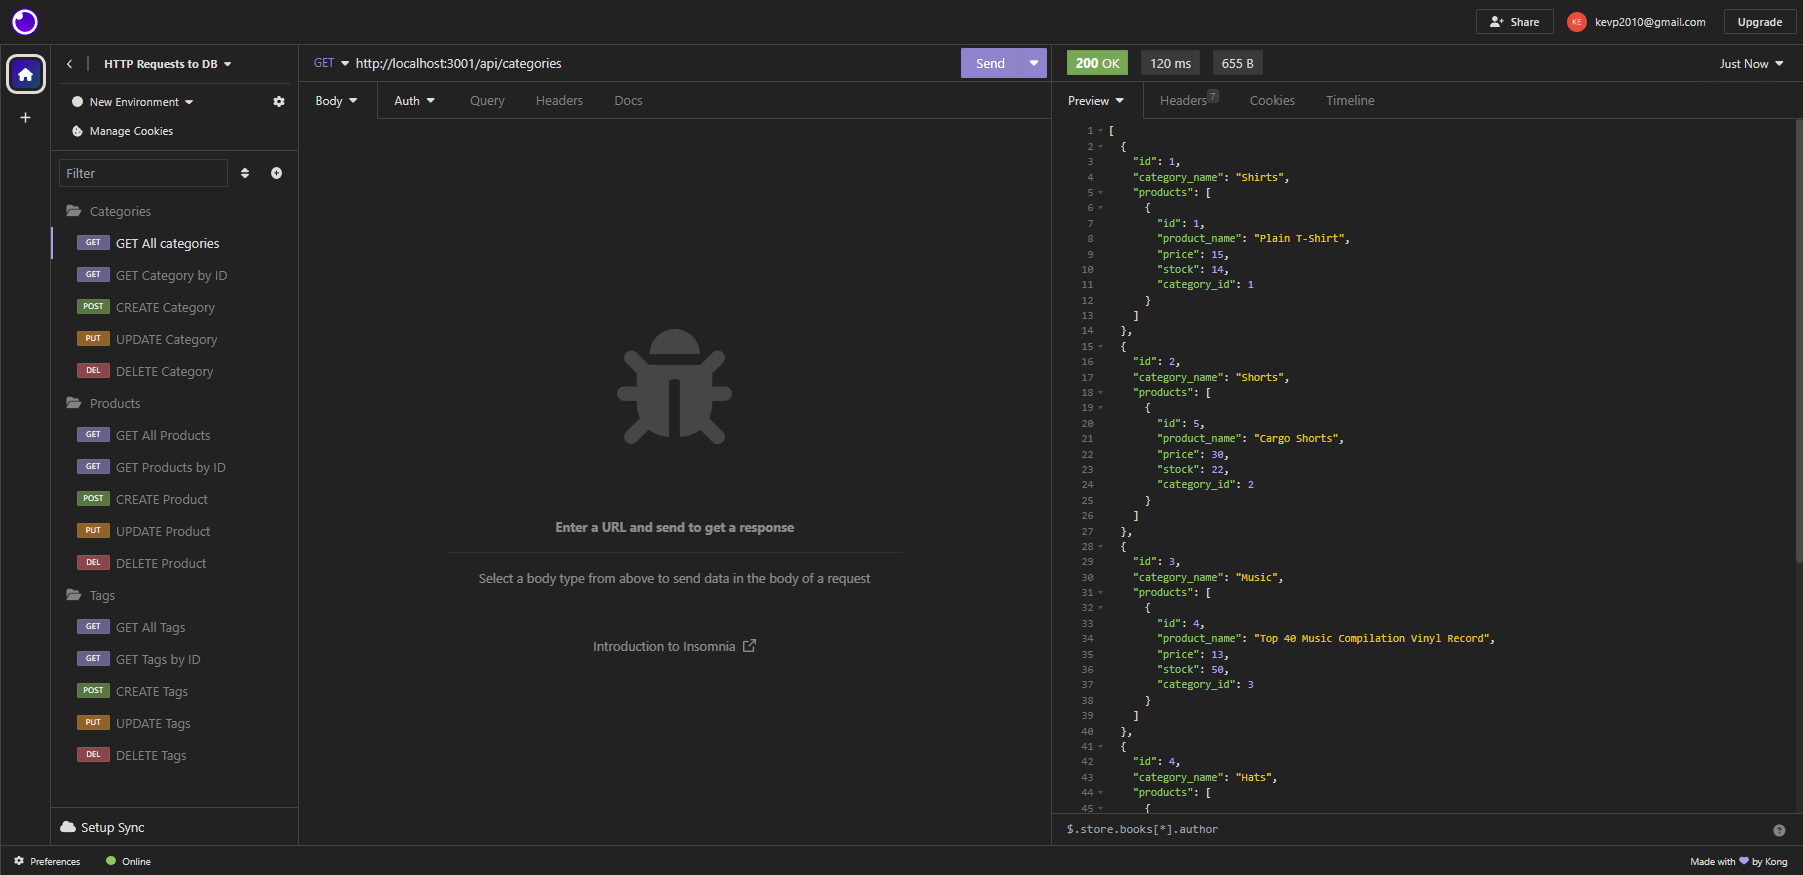 Share
KE
kevp2010@gmail.com
Upgrade
HTTP Requests to DB
New Environment
Manage Cookies
Filter
Categories
GET GET All categories
GET GET Category by ID
POST CREATE Category
PUT UPDATE Category
DEL DELETE Category
Products
GET GET All Products
GET GET Products by ID
POST CREATE Product
PUT UPDATE Product
DEL DELETE Product
Tags
GET GET All Tags
GET GET Tags by ID
POST CREATE Tags
PUT UPDATE Tags
DEL DELETE Tags
Setup Sync
GET http://localhost:3001/api/categories Send
Body Auth Query Headers Docs
Enter a URL and send to get a response
Select a body type from above to send data in the body of a request
Introduction to Insomnia
200 OK 120 ms 655 B Just Now
Preview Headers 7 Cookies Timeline
1 [
2 {
3 "id": 1,
4 "category_name": "Shirts",
5 "products": [
6 {
7 "id": 1,
8 "product_name": "Plain T-Shirt",
9 "price": 15,
10 "stock": 14,
11 "category_id": 1
12 }
13 ]
14 },
15 {
16 "id": 2,
17 "category_name": "Shorts",
18 "products": [
19 {
20 "id": 5,
21 "product_name": "Cargo Shorts",
22 "price": 30,
23 "stock": 22,
24 "category_id": 2
25 }
26 ]
27 },
28 {
29 "id": 3,
30 "category_name": "Music",
31 "products": [
32 {
33 "id": 4,
34 "product_name": "Top 40 Music Compilation Vinyl Record",
35 "price": 13,
36 "stock": 50,
37 "category_id": 3
38 }
39 ]
40 },
41 {
42 "id": 4,
43 "category_name": "Hats",
44 "products": [
45 {
$.store.books[*].author
Preferences
Online
Made with by Kong